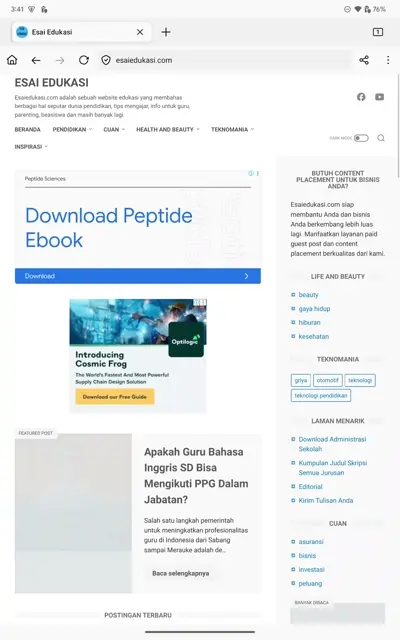 3:41
76%
Esai Edukasi
1
esaiedukasi.com
ESAI EDUKASI
Esaiedukasi.com adalah sebuah website edukasi yang membahas
berbagai hal seputar dunia pendidikan, tips mengajar, info untuk guru,
parenting, beasiswa dan masih banyak lagi
BERANDA
PENDIDIKAN
CUAN
HEALTH AND BEAUTY
TEKNOMANIA
INSPIRASI
DARK MODE
Peptide Sciences
Download Peptide
Ebook
Download
Optilogic
Introducing
Cosmic Frog
The World's Fastest And Most Powerful
Supply Chain Design Solution
Download our Free Guide
FEATURED POST
Apakah Guru Bahasa
Inggris SD Bisa
Mengikuti PPG Dalam
Jabatan?
Salah satu langkah pemerintah
untuk meningkatkan profesionalitas
guru di Indonesia dari Sabang
sampai Merauke adalah de...
Baca selengkapnya
POSTINGAN TERBARU
BUTUH CONTENT
PLACEMENT UNTUK BISNIS
ANDA?
Esaiedukasi.com siap
membantu Anda dan bisnis
Anda berkembang lebih luas
lagi. Manfaatkan layanan paid
guest post dan content
placement berkualitas dari kami.
LIFE AND BEAUTY
beauty
gaya hidup
hiburan
kesehatan
TEKNOMANIA
griya
otomotif
teknologi
teknologi pendidikan
LAMAN MENARIK
Download Administrasi
Sekolah
Kumpulan Judul Skripsi
Semua Jurusan
Editorial
Kirim Tulisan Anda
CUAN
asuransi
bisnis
investasi
peluang
BANYAK DIBACA